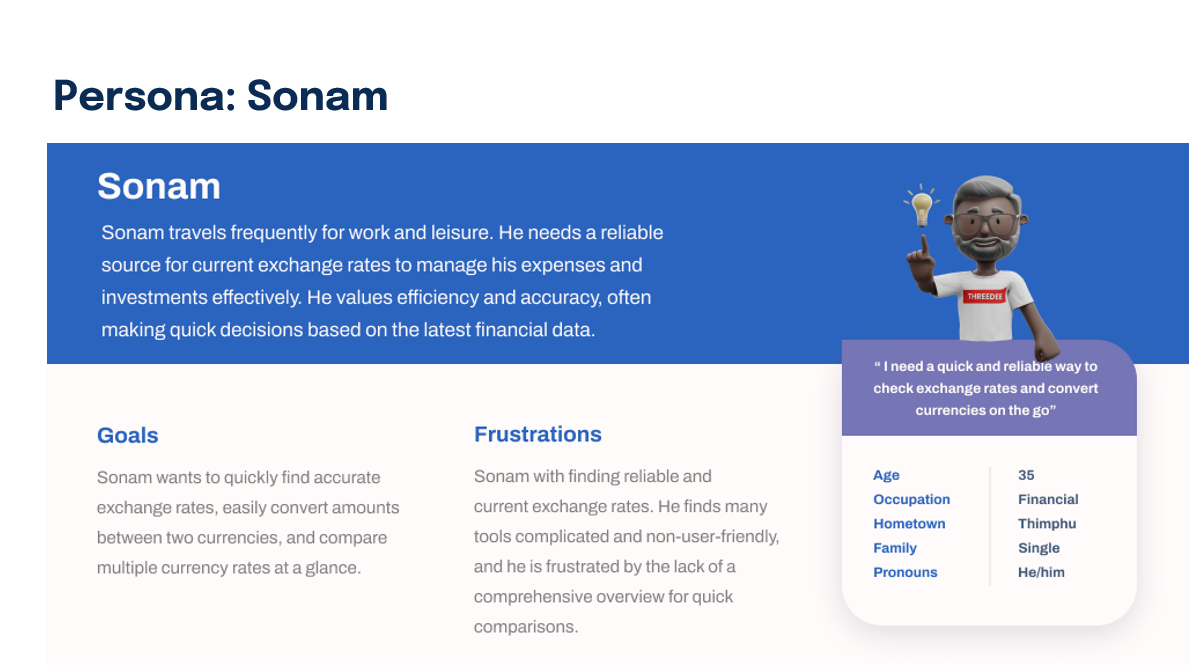 Persona: Sonam
Sonam
Sonam travels frequently for work and leisure. He needs a reliable
source for current exchange rates to manage his expenses and
investments effectively. He values efficiency and accuracy, often
making quick decisions based on the latest financial data.
THREEDEE
“ I need a quick and reliable way to
check exchange rates and convert
currencies on the go”
Goals
Sonam wants to quickly find accurate
exchange rates, easily convert amounts
between two currencies, and compare
multiple currency rates at a glance.
Frustrations
Sonam with finding reliable and
current exchange rates. He finds many
tools complicated and non-user-friendly,
and he is frustrated by the lack of a
comprehensive overview for quick
comparisons.
Age 35
Occupation Financial
Hometown Thimphu
Family Single
Pronouns He/him